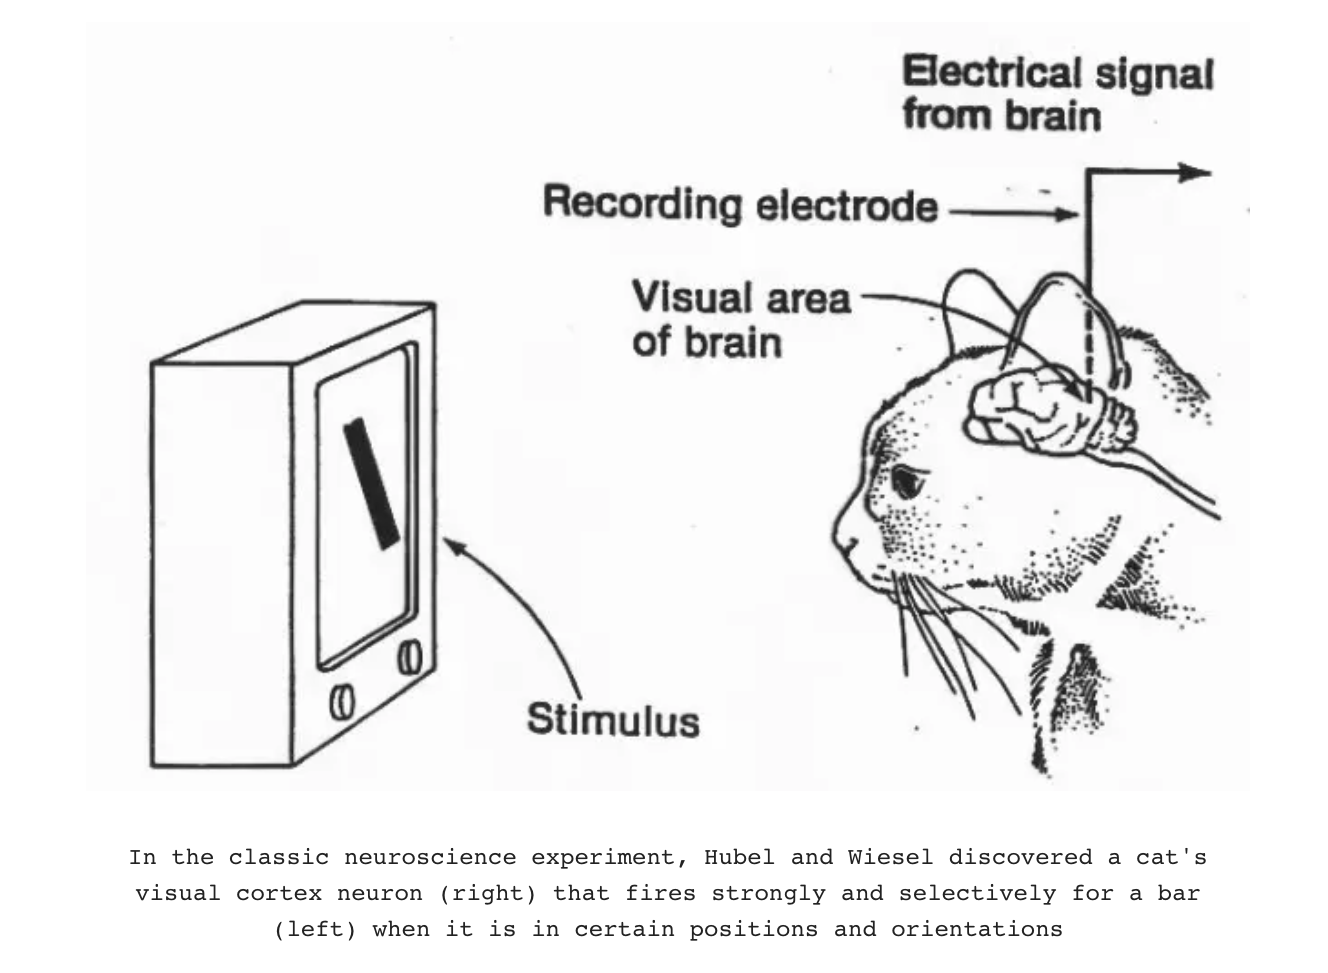 Electrical signal
from brain
Recording electrode
Visual area
of brain
Stimulus
In the classic neuroscience experiment, Hubel and Wiesel discovered a cat's
visual cortex neuron (right) that fires strongly and selectively for a bar
(left) when it is in certain positions and orientations